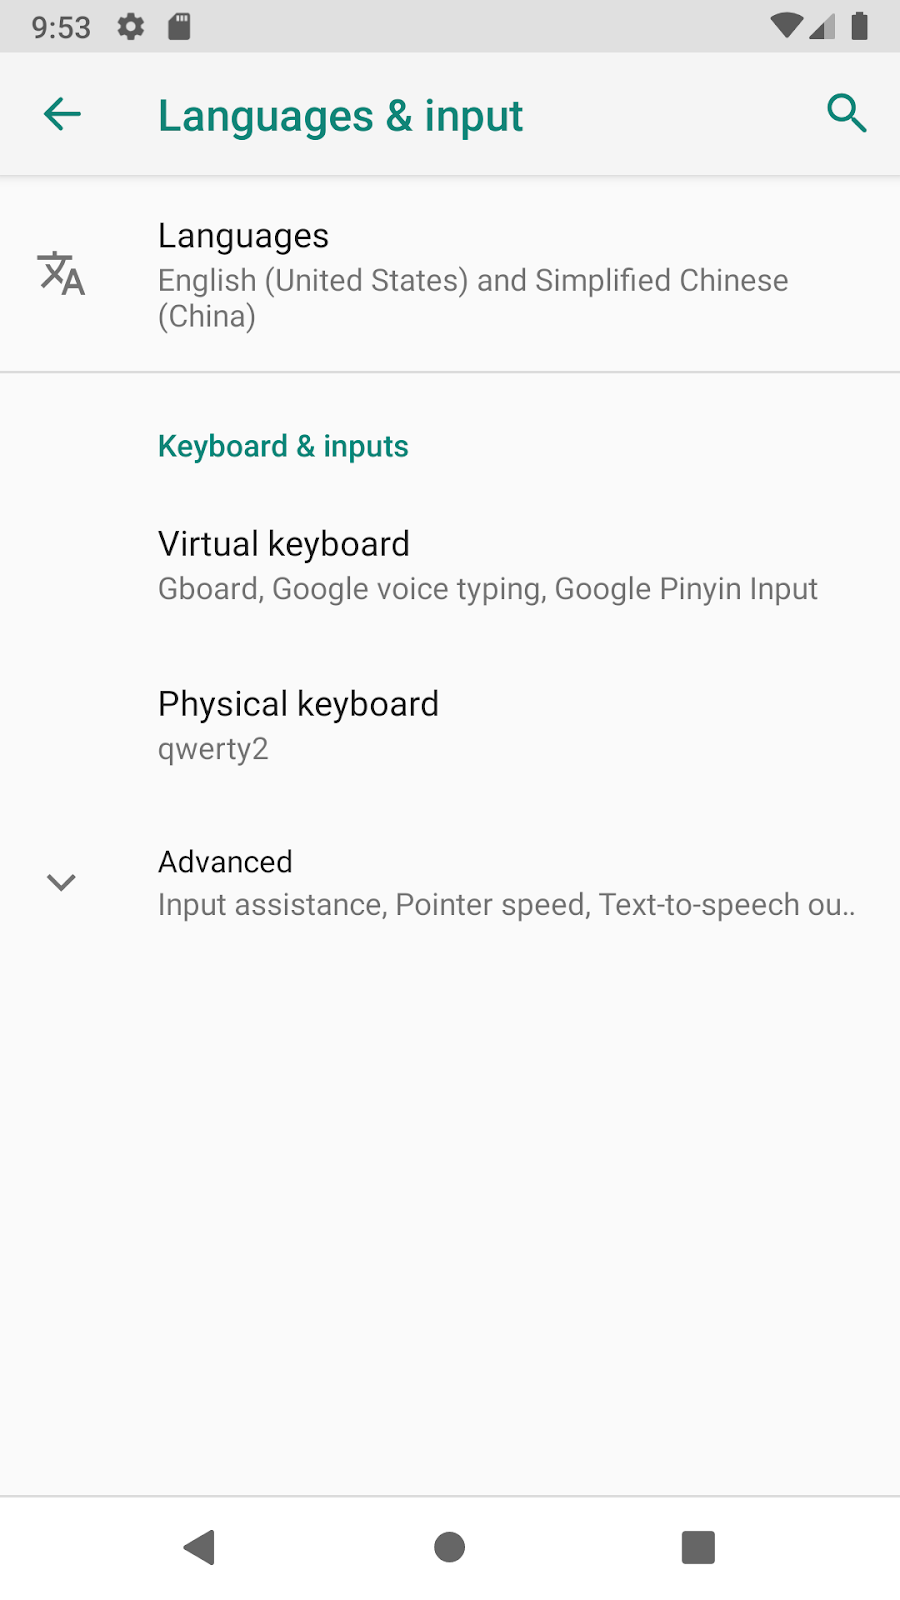 9:53
Languages & input
Languages
English (United States) and Simplified Chinese
(China)
Keyboard & inputs
Virtual keyboard
Gboard, Google voice typing, Google Pinyin Input
Physical keyboard
qwerty2
Advanced
Input assistance, Pointer speed, Text-to-speech ou..